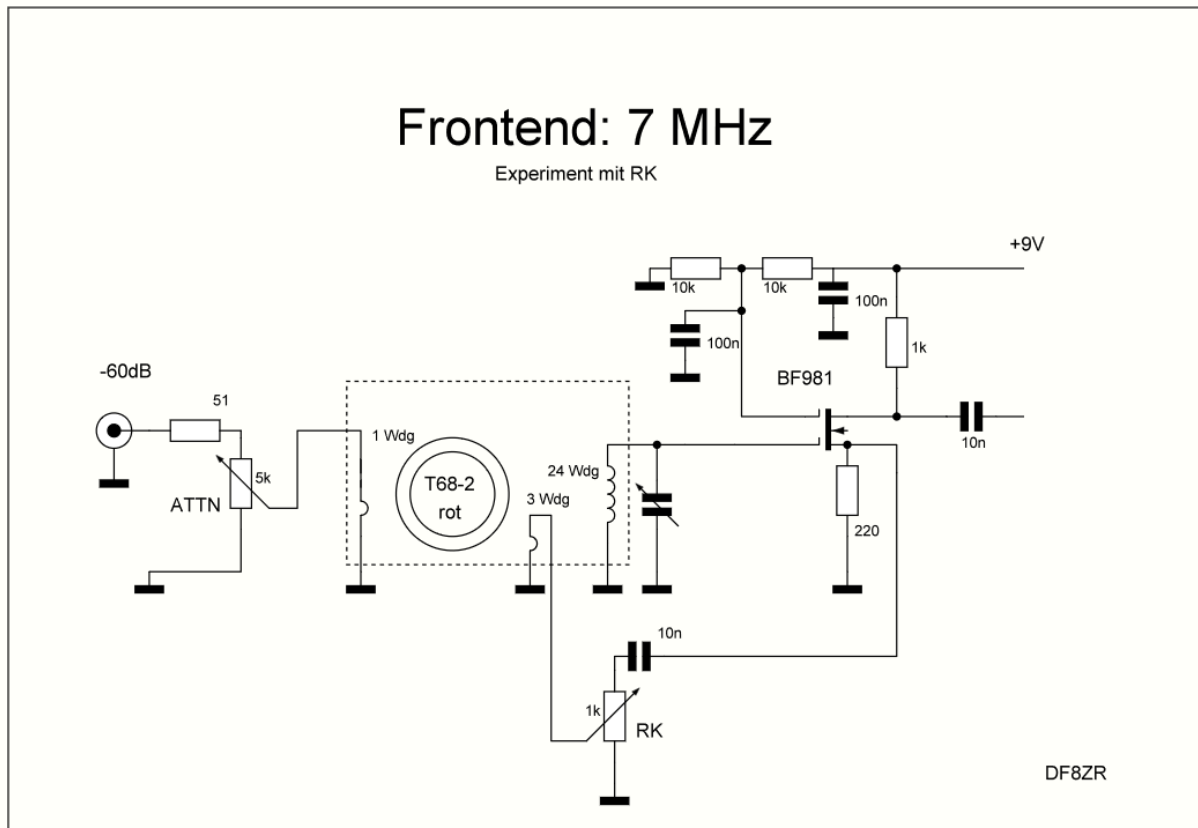 Frontend: 7 MHz
Experiment mit RK
+9V
10k
10k
100n
100n
1k
BF981
-60dB
51
10n
1 Wdg
24 Wdg
5k
T68-2
3 Wdg
ATTN
rot
220
10n
1k
RK
DF8ZR